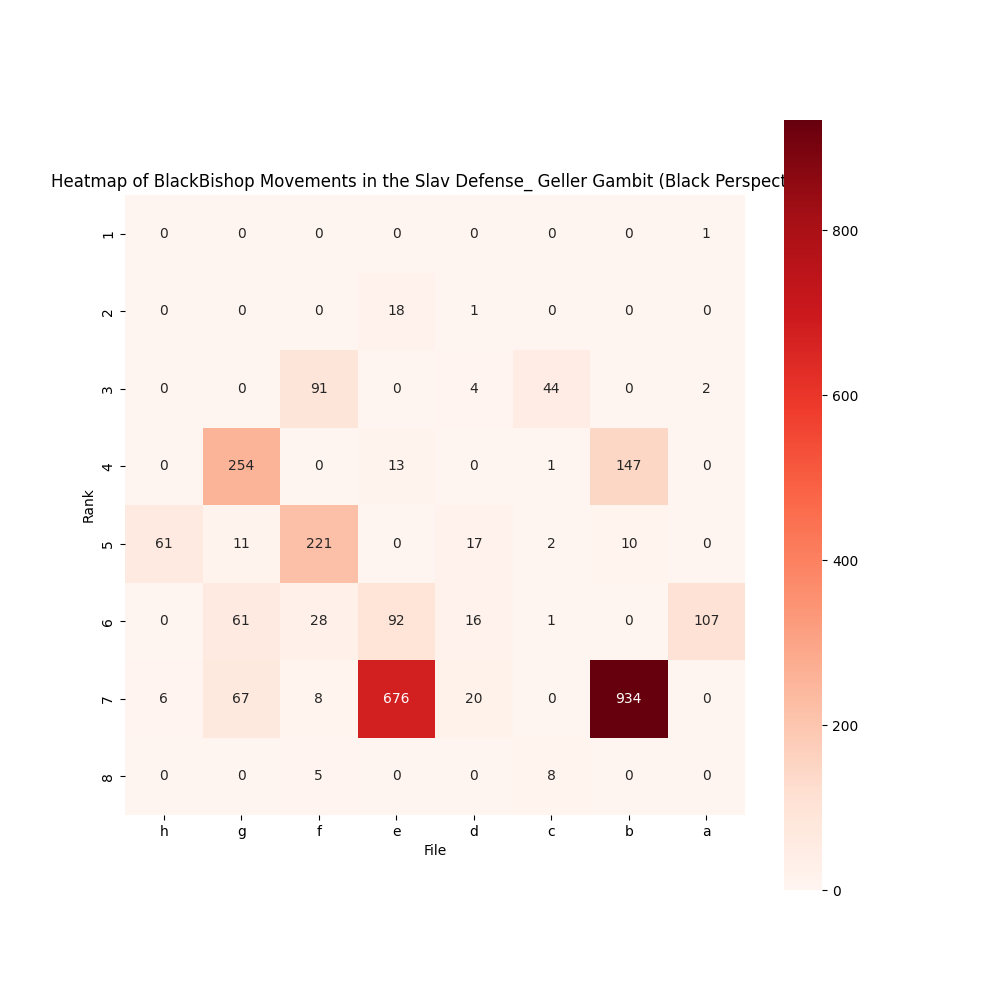 Heatmap of BlackBishop Movements in the Slav Defense_ Geller Gambit (Black Perspect
1 0 0 0 0 0 0 0 1
2 0 0 0 18 1 0 0 0
3 0 0 91 0 4 44 0 2
4 0 254 0 13 0 1 147 0
5 61 11 221 0 17 2 10 0
6 0 61 28 92 16 1 0 107
7 6 67 8 676 20 0 934 0
8 0 0 5 0 0 8 0 0
Rank
h g f e d c b a
File
800
600
400
200
0